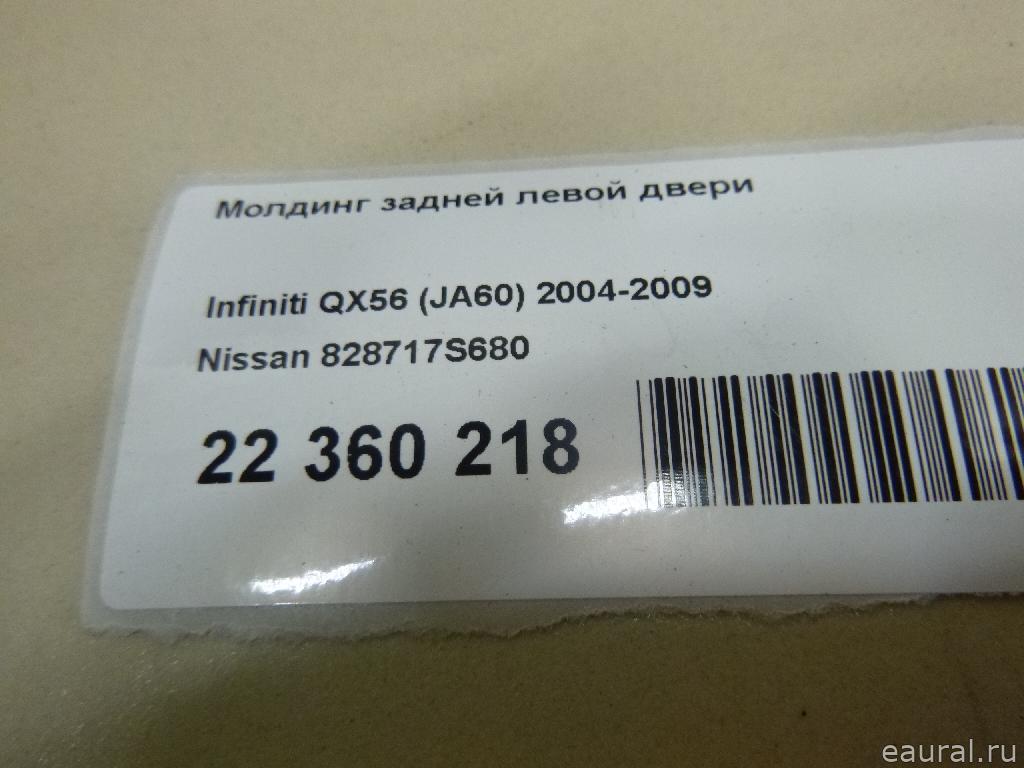 Молдинг задней левой двери
Infiniti QX56 (JA60) 2004-2009
Nissan 828717S680
22 360 218
eaural.ru